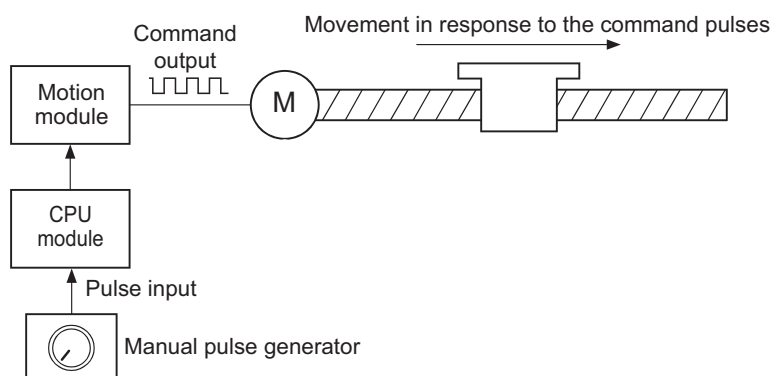 Movement in response to the command pulses
Command
output
Motion
module
M
CPU
module
Pulse input
Manual pulse generator